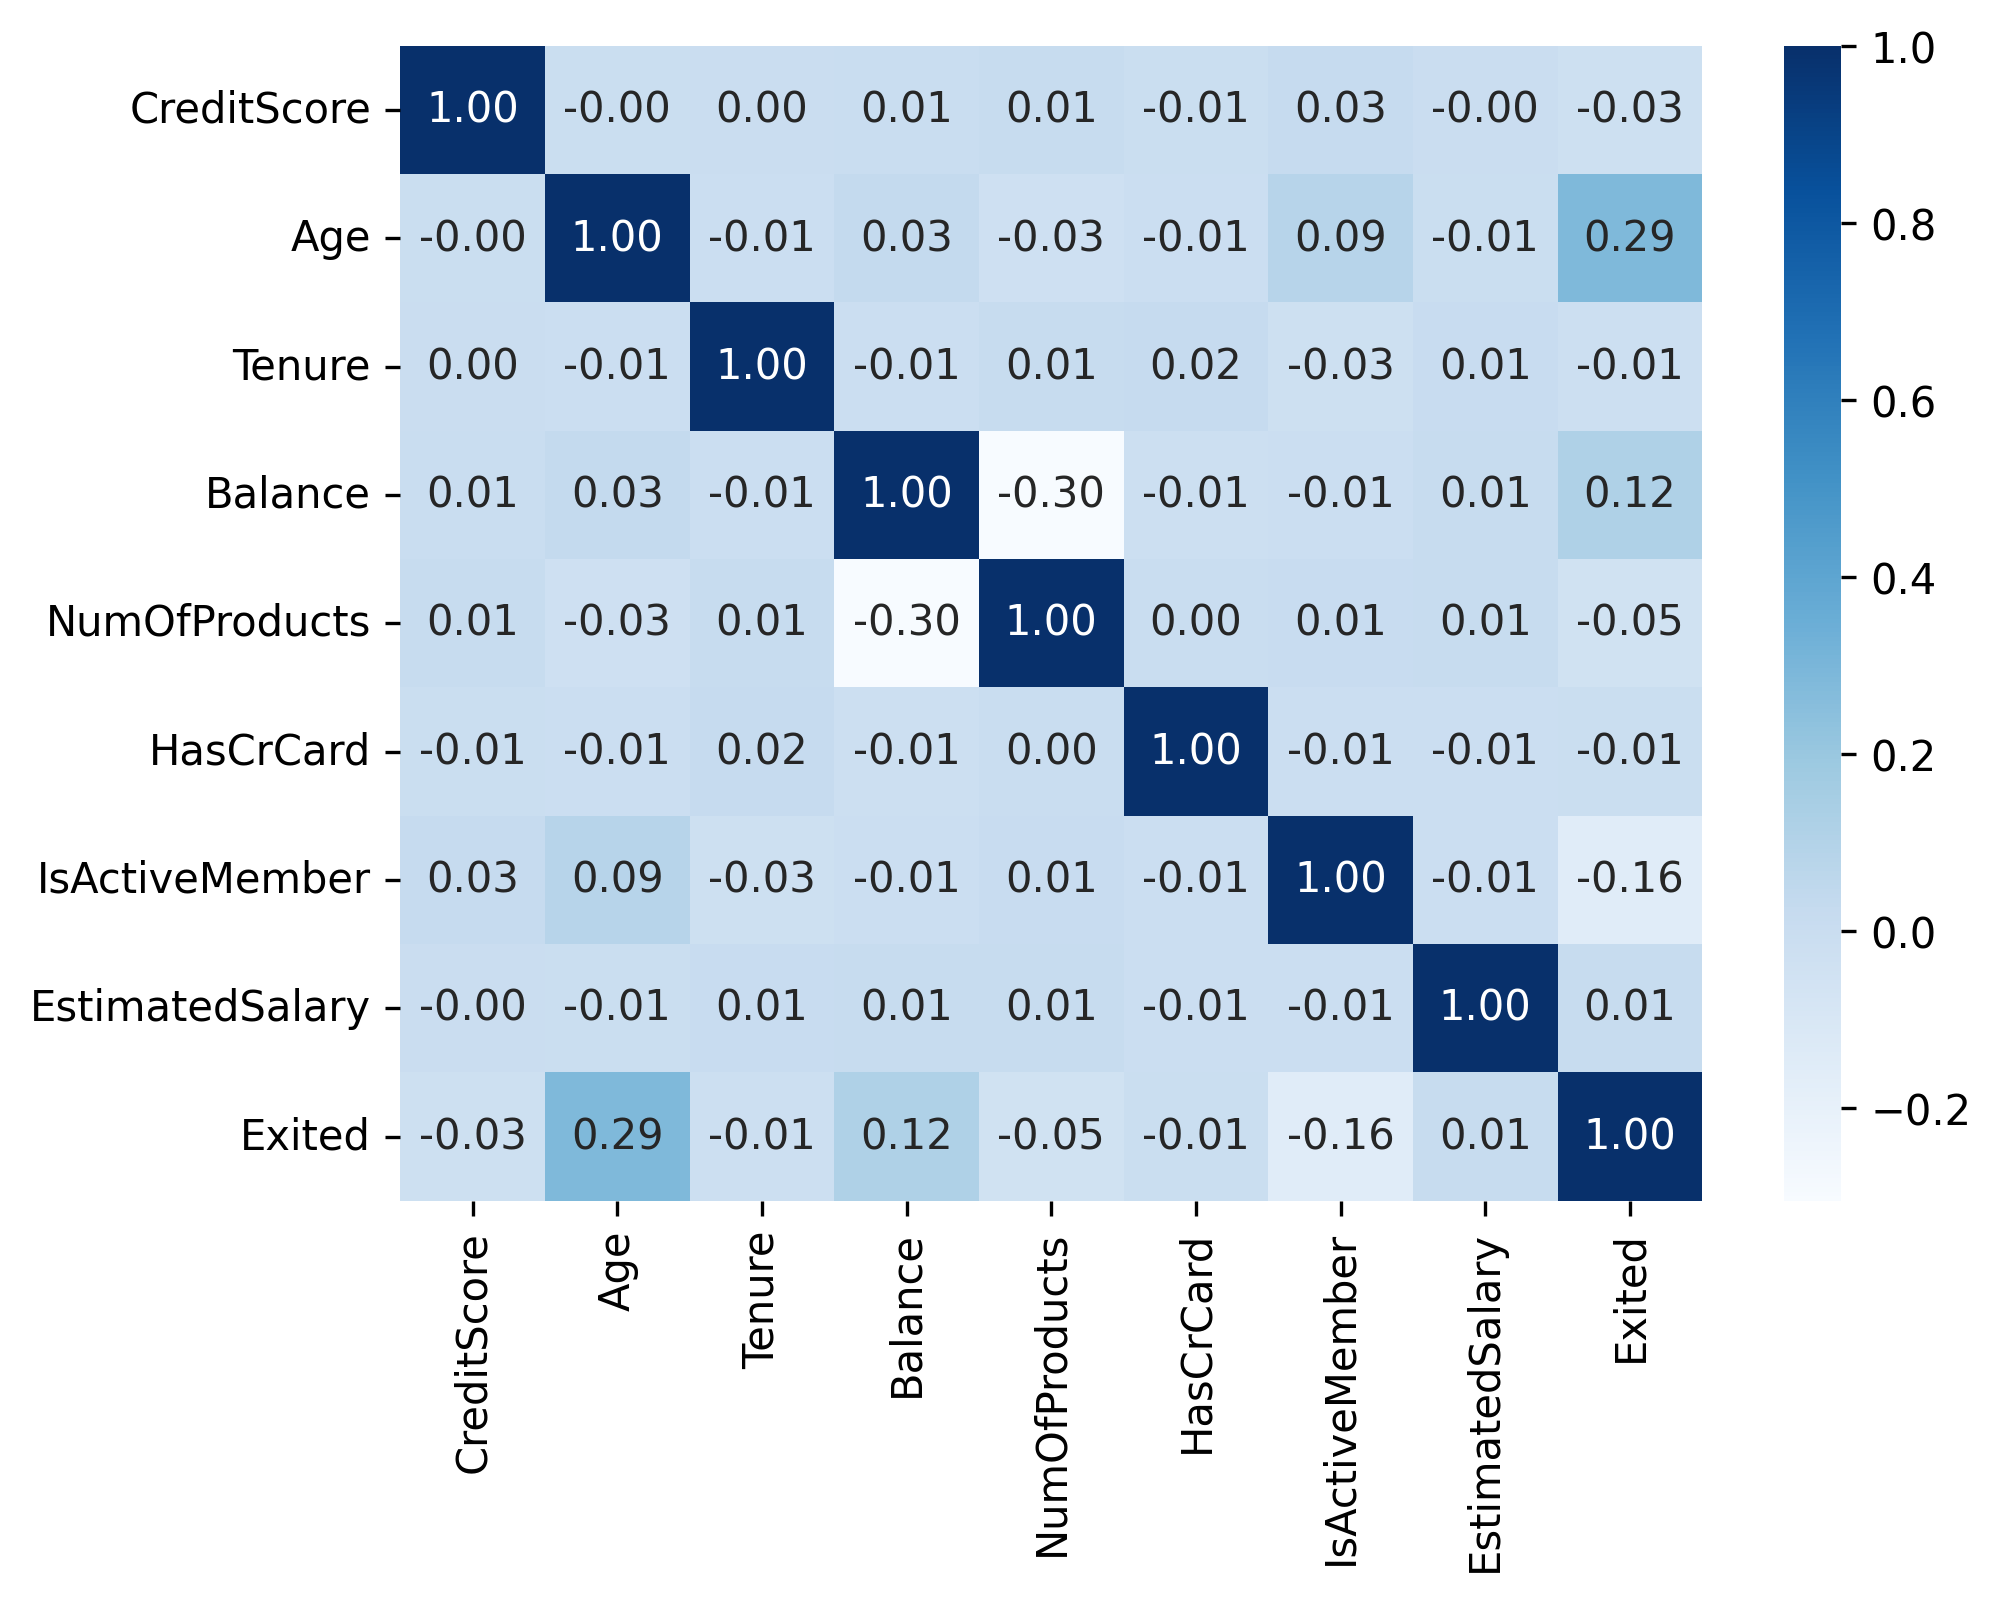 CreditScore 1.00 -0.00 0.00 0.01 0.01 -0.01 0.03 -0.00 -0.03
Age -0.00 1.00 -0.01 0.03 -0.03 -0.01 0.09 -0.01 0.29
Tenure 0.00 -0.01 1.00 -0.01 0.01 0.02 -0.03 0.01 -0.01
Balance 0.01 0.03 -0.01 1.00 -0.30 -0.01 -0.01 0.01 0.12
NumOfProducts 0.01 -0.03 0.01 -0.30 1.00 0.00 0.01 0.01 -0.05
HasCrCard -0.01 -0.01 0.02 -0.01 0.00 1.00 -0.01 -0.01 -0.01
IsActiveMember 0.03 0.09 -0.03 -0.01 0.01 -0.01 1.00 -0.01 -0.16
EstimatedSalary -0.00 -0.01 0.01 0.01 0.01 -0.01 -0.01 1.00 0.01
Exited -0.03 0.29 -0.01 0.12 -0.05 -0.01 -0.16 0.01 1.00
CreditScore
Age
Tenure
Balance
NumOfProducts
HasCrCard
IsActiveMember
EstimatedSalary
Exited
1.0
0.8
0.6
0.4
0.2
0.0
−0.2